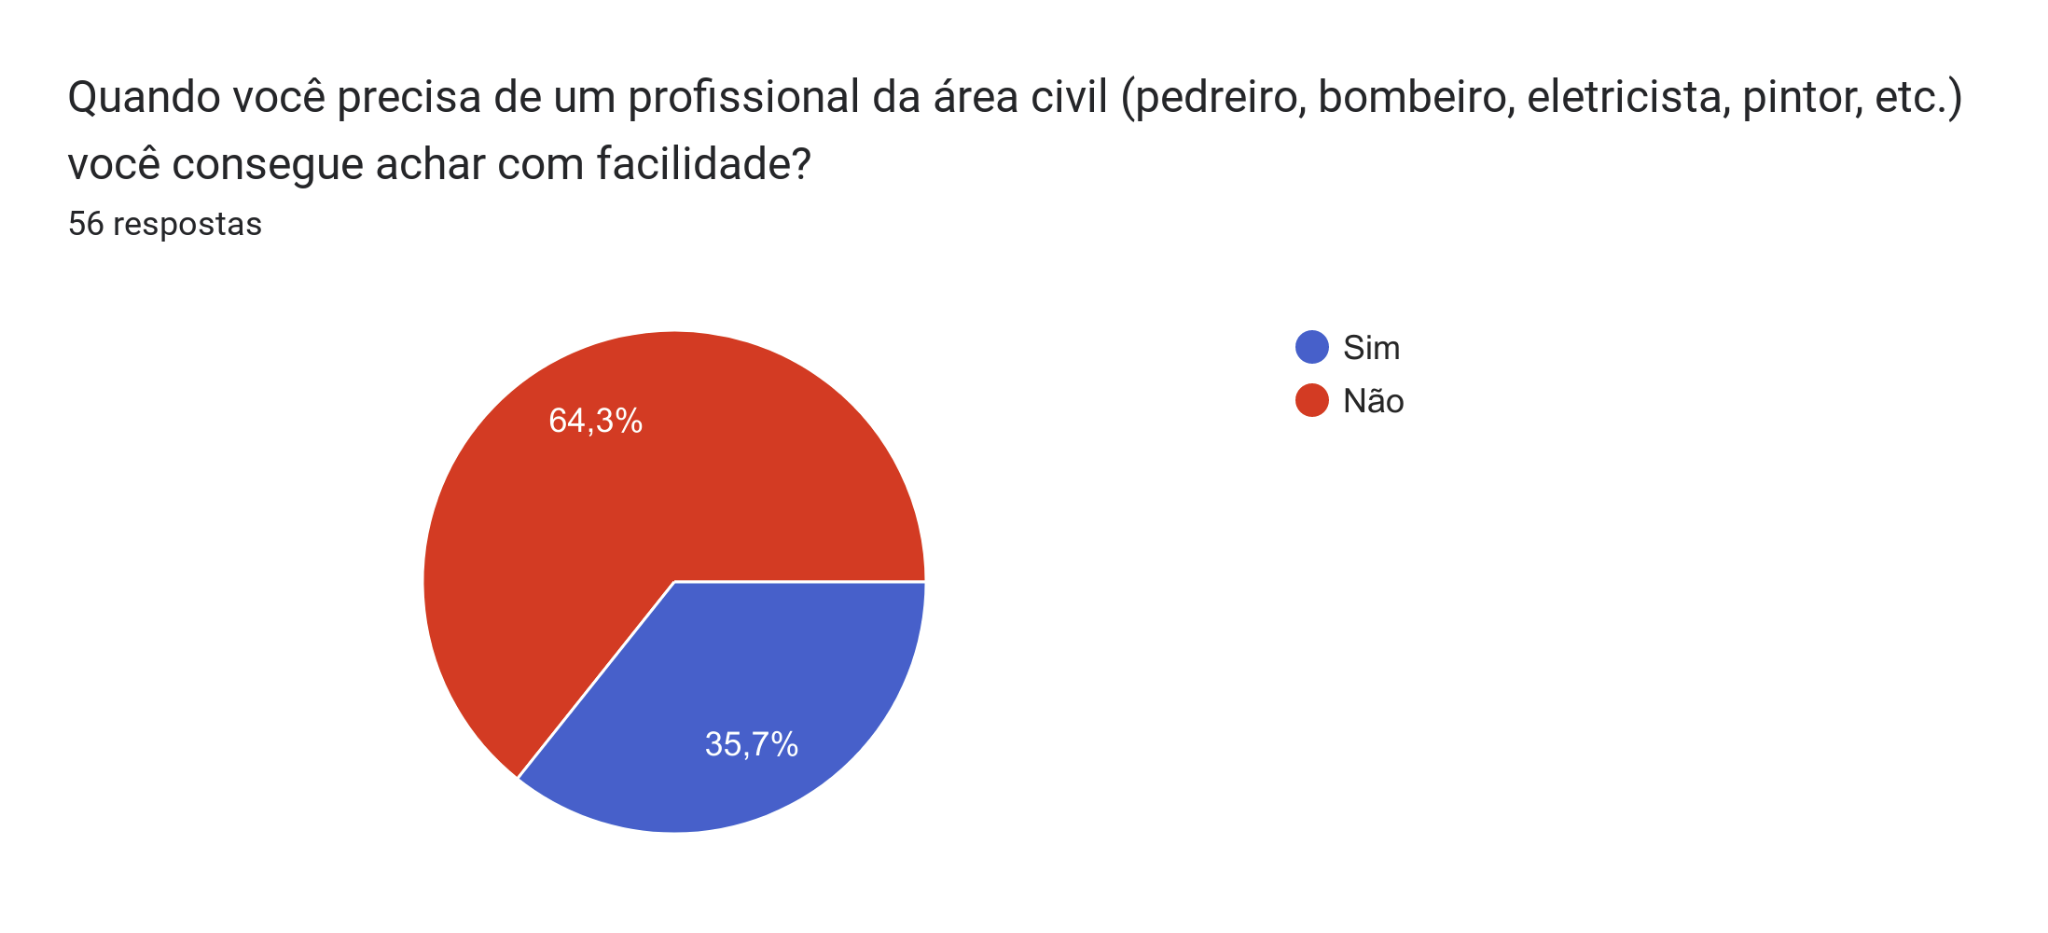 Quando você precisa de um profissional da área civil (pedreiro, bombeiro, eletricista, pintor, etc.)
você consegue achar com facilidade?
56 respostas
Sim
Não
64,3%
35,7%